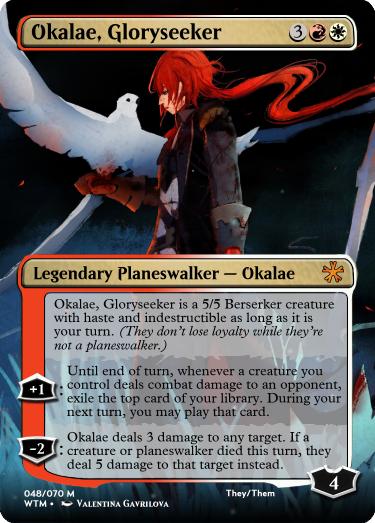 Okalae, Gloryseeker 3
Legendary Planeswalker — Okalae
Okalae, Gloryseeker is a 5/5 Berserker creature
with haste and indestructible as long as it is
your turn. (They don't lose loyalty while they're
not a planeswalker.)
+1: Until end of turn, whenever a creature you
control deals combat damage to an opponent,
exile the top card of your library. During your
next turn, you may play that card.
-2: Okalae deals 3 damage to any target. If a
creature or planeswalker died this turn, they
deal 5 damage to that target instead.
4
048/070 M They/Them
WTM • Valentina Gavrilova